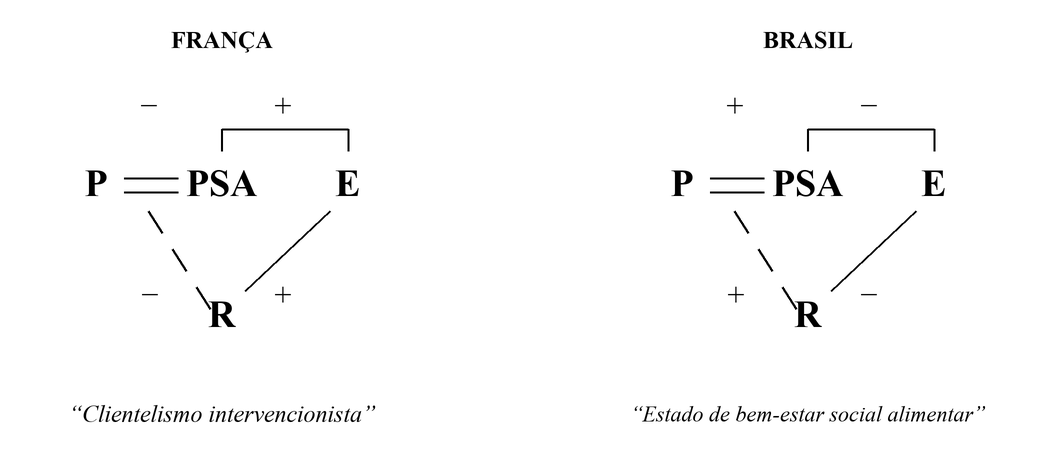 FRANÇA
BRASIL
− +
+ −
P PSA E
P PSA E
− +
+ −
R
R
“Clientelismo intervencionista”
“Estado de bem-estar social alimentar”